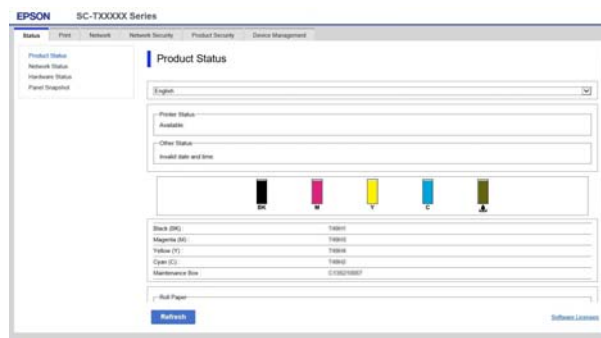 EPSON SC-TXXXXX Series
Status Print Network Network Security Product Security Device Management
Product Status
Network Status
Hardware Status
Panel Snapshot
Product Status
English
Printer Status
Available
Other Status
Invalid date and time.
BK M Y C
Black (BK) :
Magenta (M) :
Yellow (Y) :
Cyan (C) :
Maintenance Box :
Roll Paper
Refresh
Software Licenses